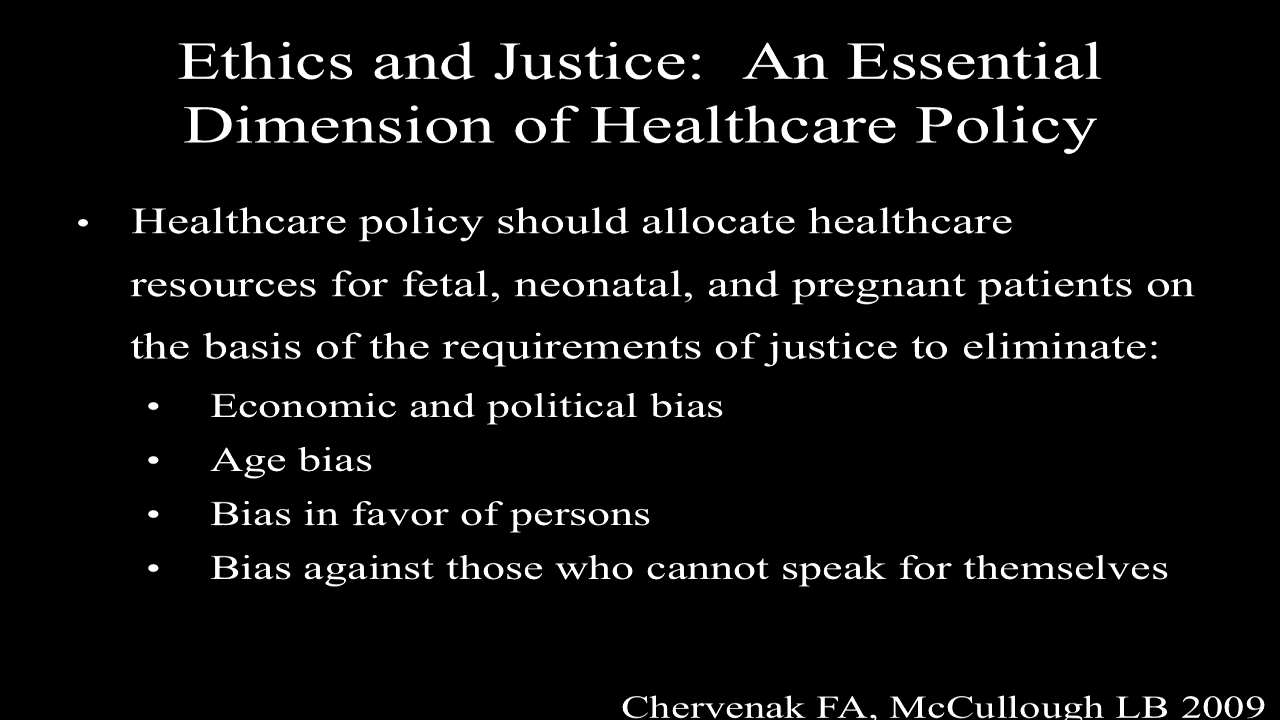 Ethics and Justice:  An Essential
Dimension of Healthcare Policy
• Healthcare policy should allocate healthcare
resources for fetal, neonatal, and pregnant patients on
the basis of the requirements of justice to eliminate:
• Economic and political bias
• Age bias
• Bias in favor of persons
• Bias against those who cannot speak for themselves
Chervenak FA, McCullough LB 2009